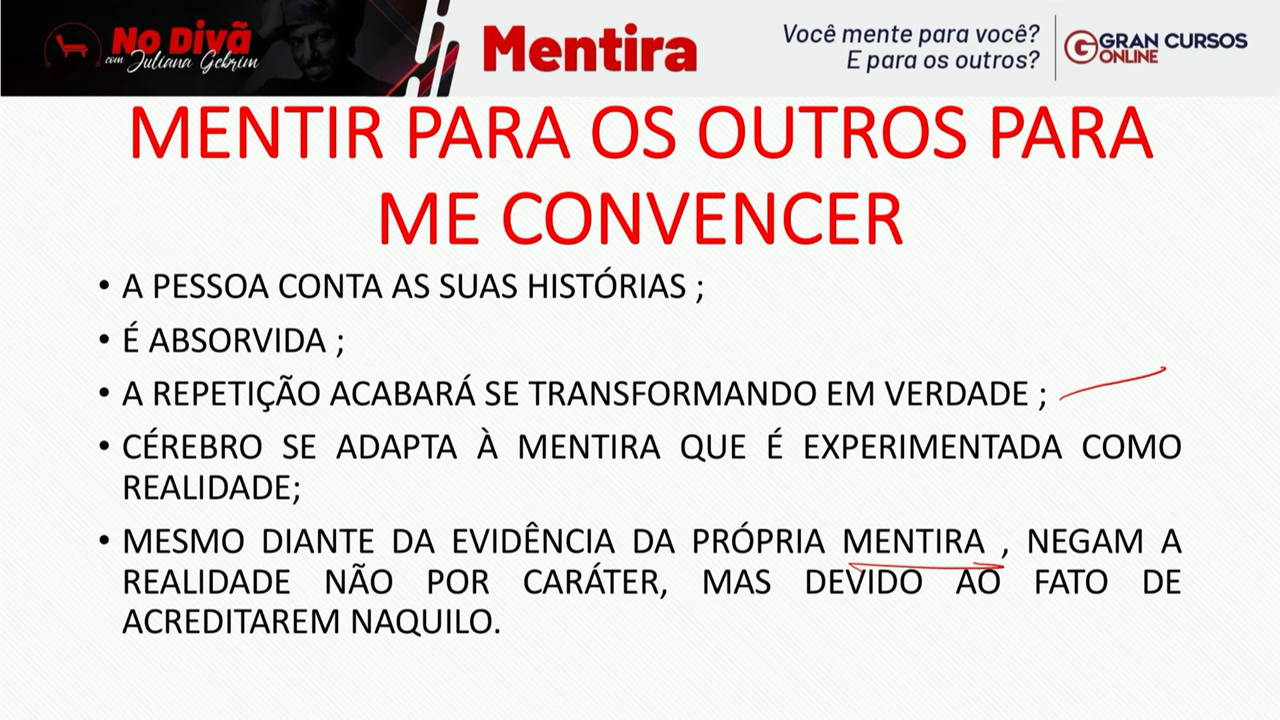 No Divã
com Juliana Gebrim
Mentira
Você mente para você?
E para os outros?
GRAN CURSOS
ONLINE
MENTIR PARA OS OUTROS PARA
ME CONVENCER
• A PESSOA CONTA AS SUAS HISTÓRIAS ;
• É ABSORVIDA ;
• A REPETIÇÃO ACABARÁ SE TRANSFORMANDO EM VERDADE ;
• CÉREBRO SE ADAPTA À MENTIRA QUE É EXPERIMENTADA COMO
REALIDADE;
• MESMO DIANTE DA EVIDÊNCIA DA PRÓPRIA MENTIRA , NEGAM A
REALIDADE NÃO POR CARÁTER, MAS DEVIDO AO FATO DE
ACREDITAREM NAQUILO.